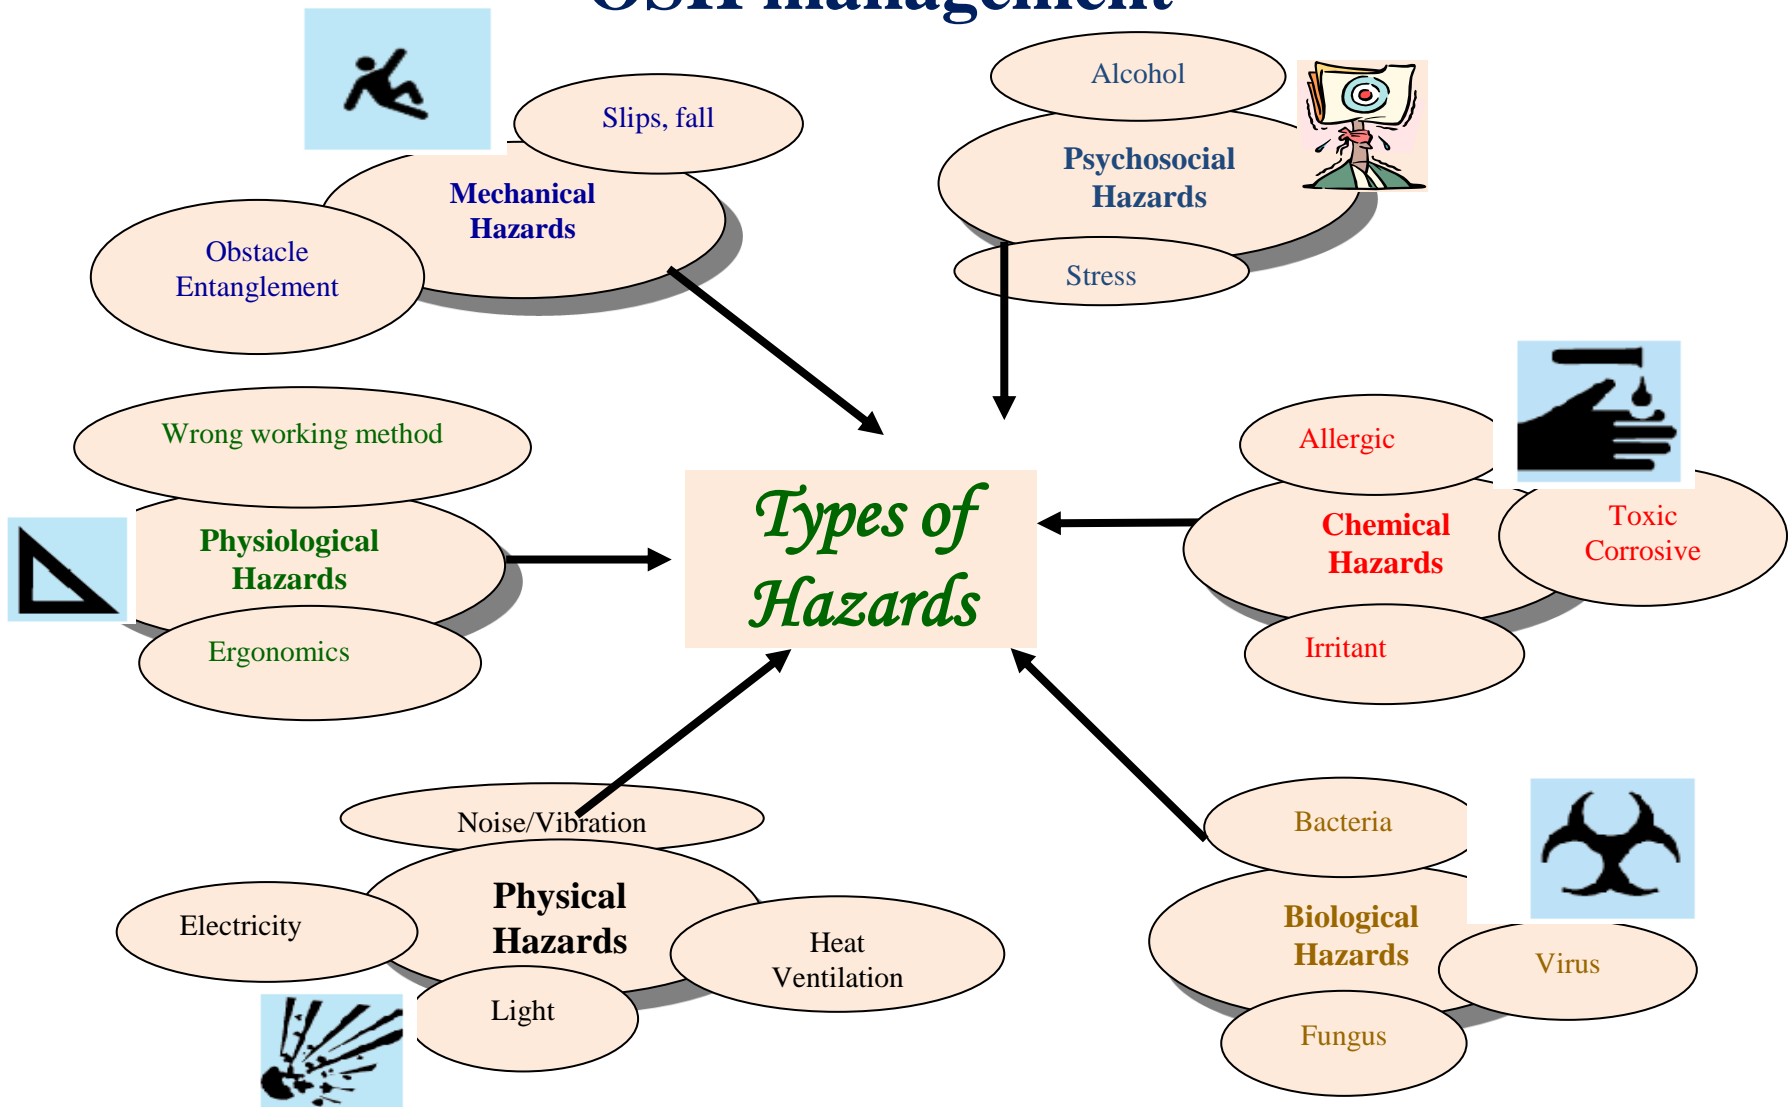 OSH management
Alcohol
Slips, fall
Psychosocial
Hazards
Mechanical
Hazards
Obstacle
Entanglement
Stress
Wrong working method
Allergic
Types of
Hazards
Physiological
Hazards
Chemical
Hazards
Toxic
Corrosive
Ergonomics
Irritant
Noise/Vibration
Bacteria
Physical
Hazards
Electricity
Heat
Ventilation
Biological
Hazards
Virus
Light
Fungus